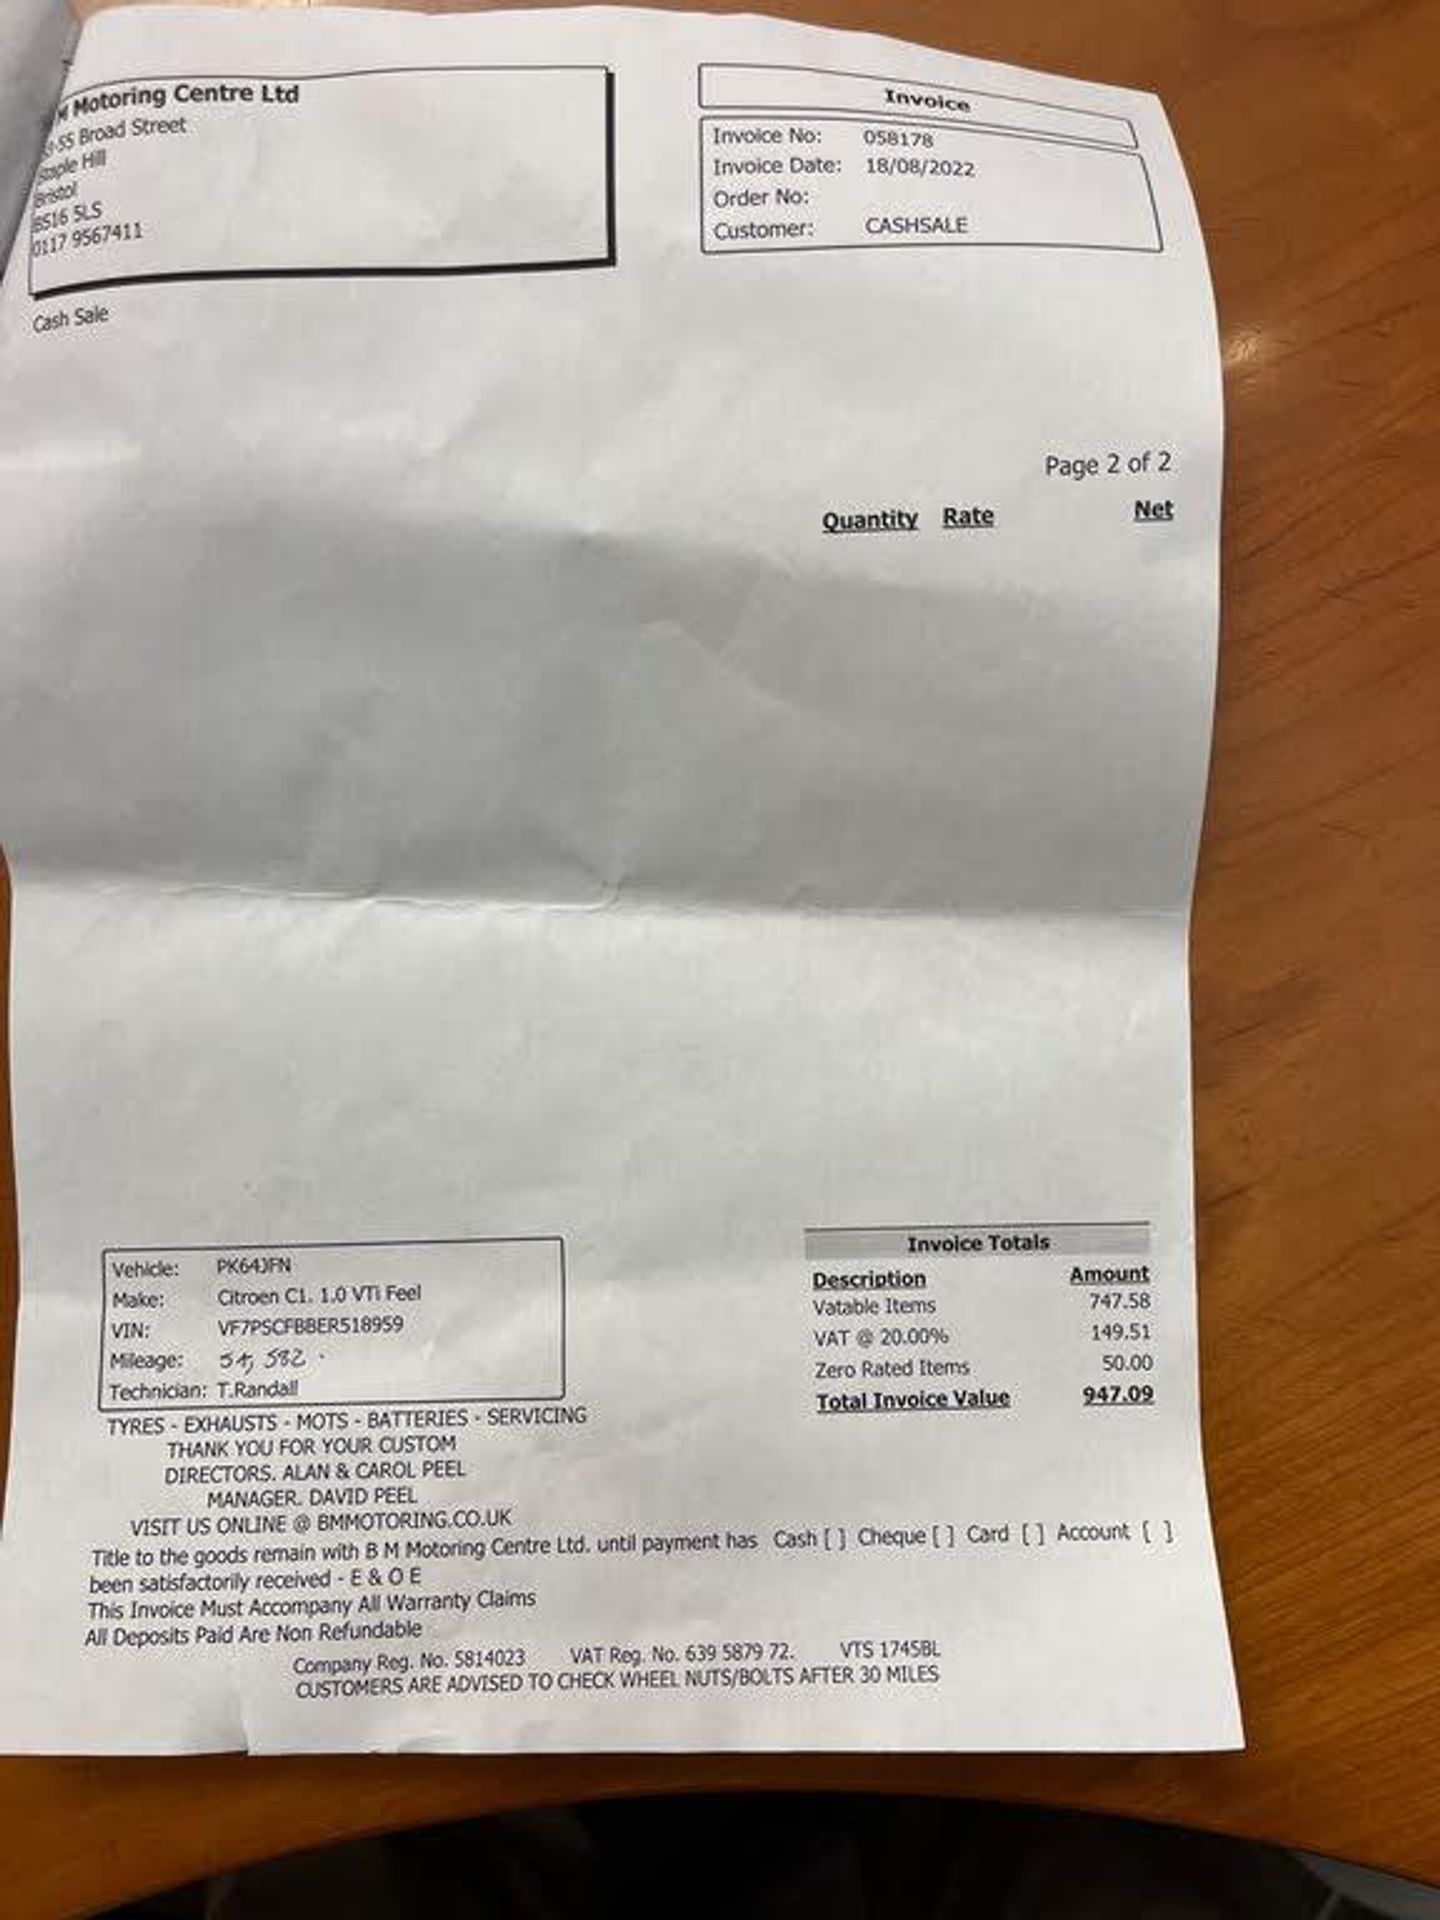 M Motoring Centre Ltd
-55 Broad Street
Staple Hill
Bristol
BS16 5LS
0117 9567411
Invoice
Invoice No: 058178
Invoice Date: 18/08/2022
Order No:
Customer: CASHSALE
Cash Sale
Page 2 of 2
Quantity Rate Net
Vehicle: PK64JFN
Make: Citroen C1. 1.0 VTi Feel
VIN: VF7PSCFBBER518959
Mileage: 54,582.
Technician: T.Randall
Invoice Totals
Description Amount
Vatable Items 747.58
VAT @ 20.00% 149.51
Zero Rated Items 50.00
Total Invoice Value 947.09
TYRES - EXHAUSTS - MOTS - BATTERIES - SERVICING
THANK YOU FOR YOUR CUSTOM
DIRECTORS. ALAN & CAROL PEEL
MANAGER. DAVID PEEL
VISIT US ONLINE @ BMMOTORING.CO.UK
Title to the goods remain with B M Motoring Centre Ltd. until payment has Cash [ ] Cheque [ ] Card [ ] Account [ ]
been satisfactorily received - E & O E
This Invoice Must Accompany All Warranty Claims
All Deposits Paid Are Non Refundable
Company Reg. No. 5814023 VAT Reg. No. 639 5879 72. VTS 1745BL
CUSTOMERS ARE ADVISED TO CHECK WHEEL NUTS/BOLTS AFTER 30 MILES